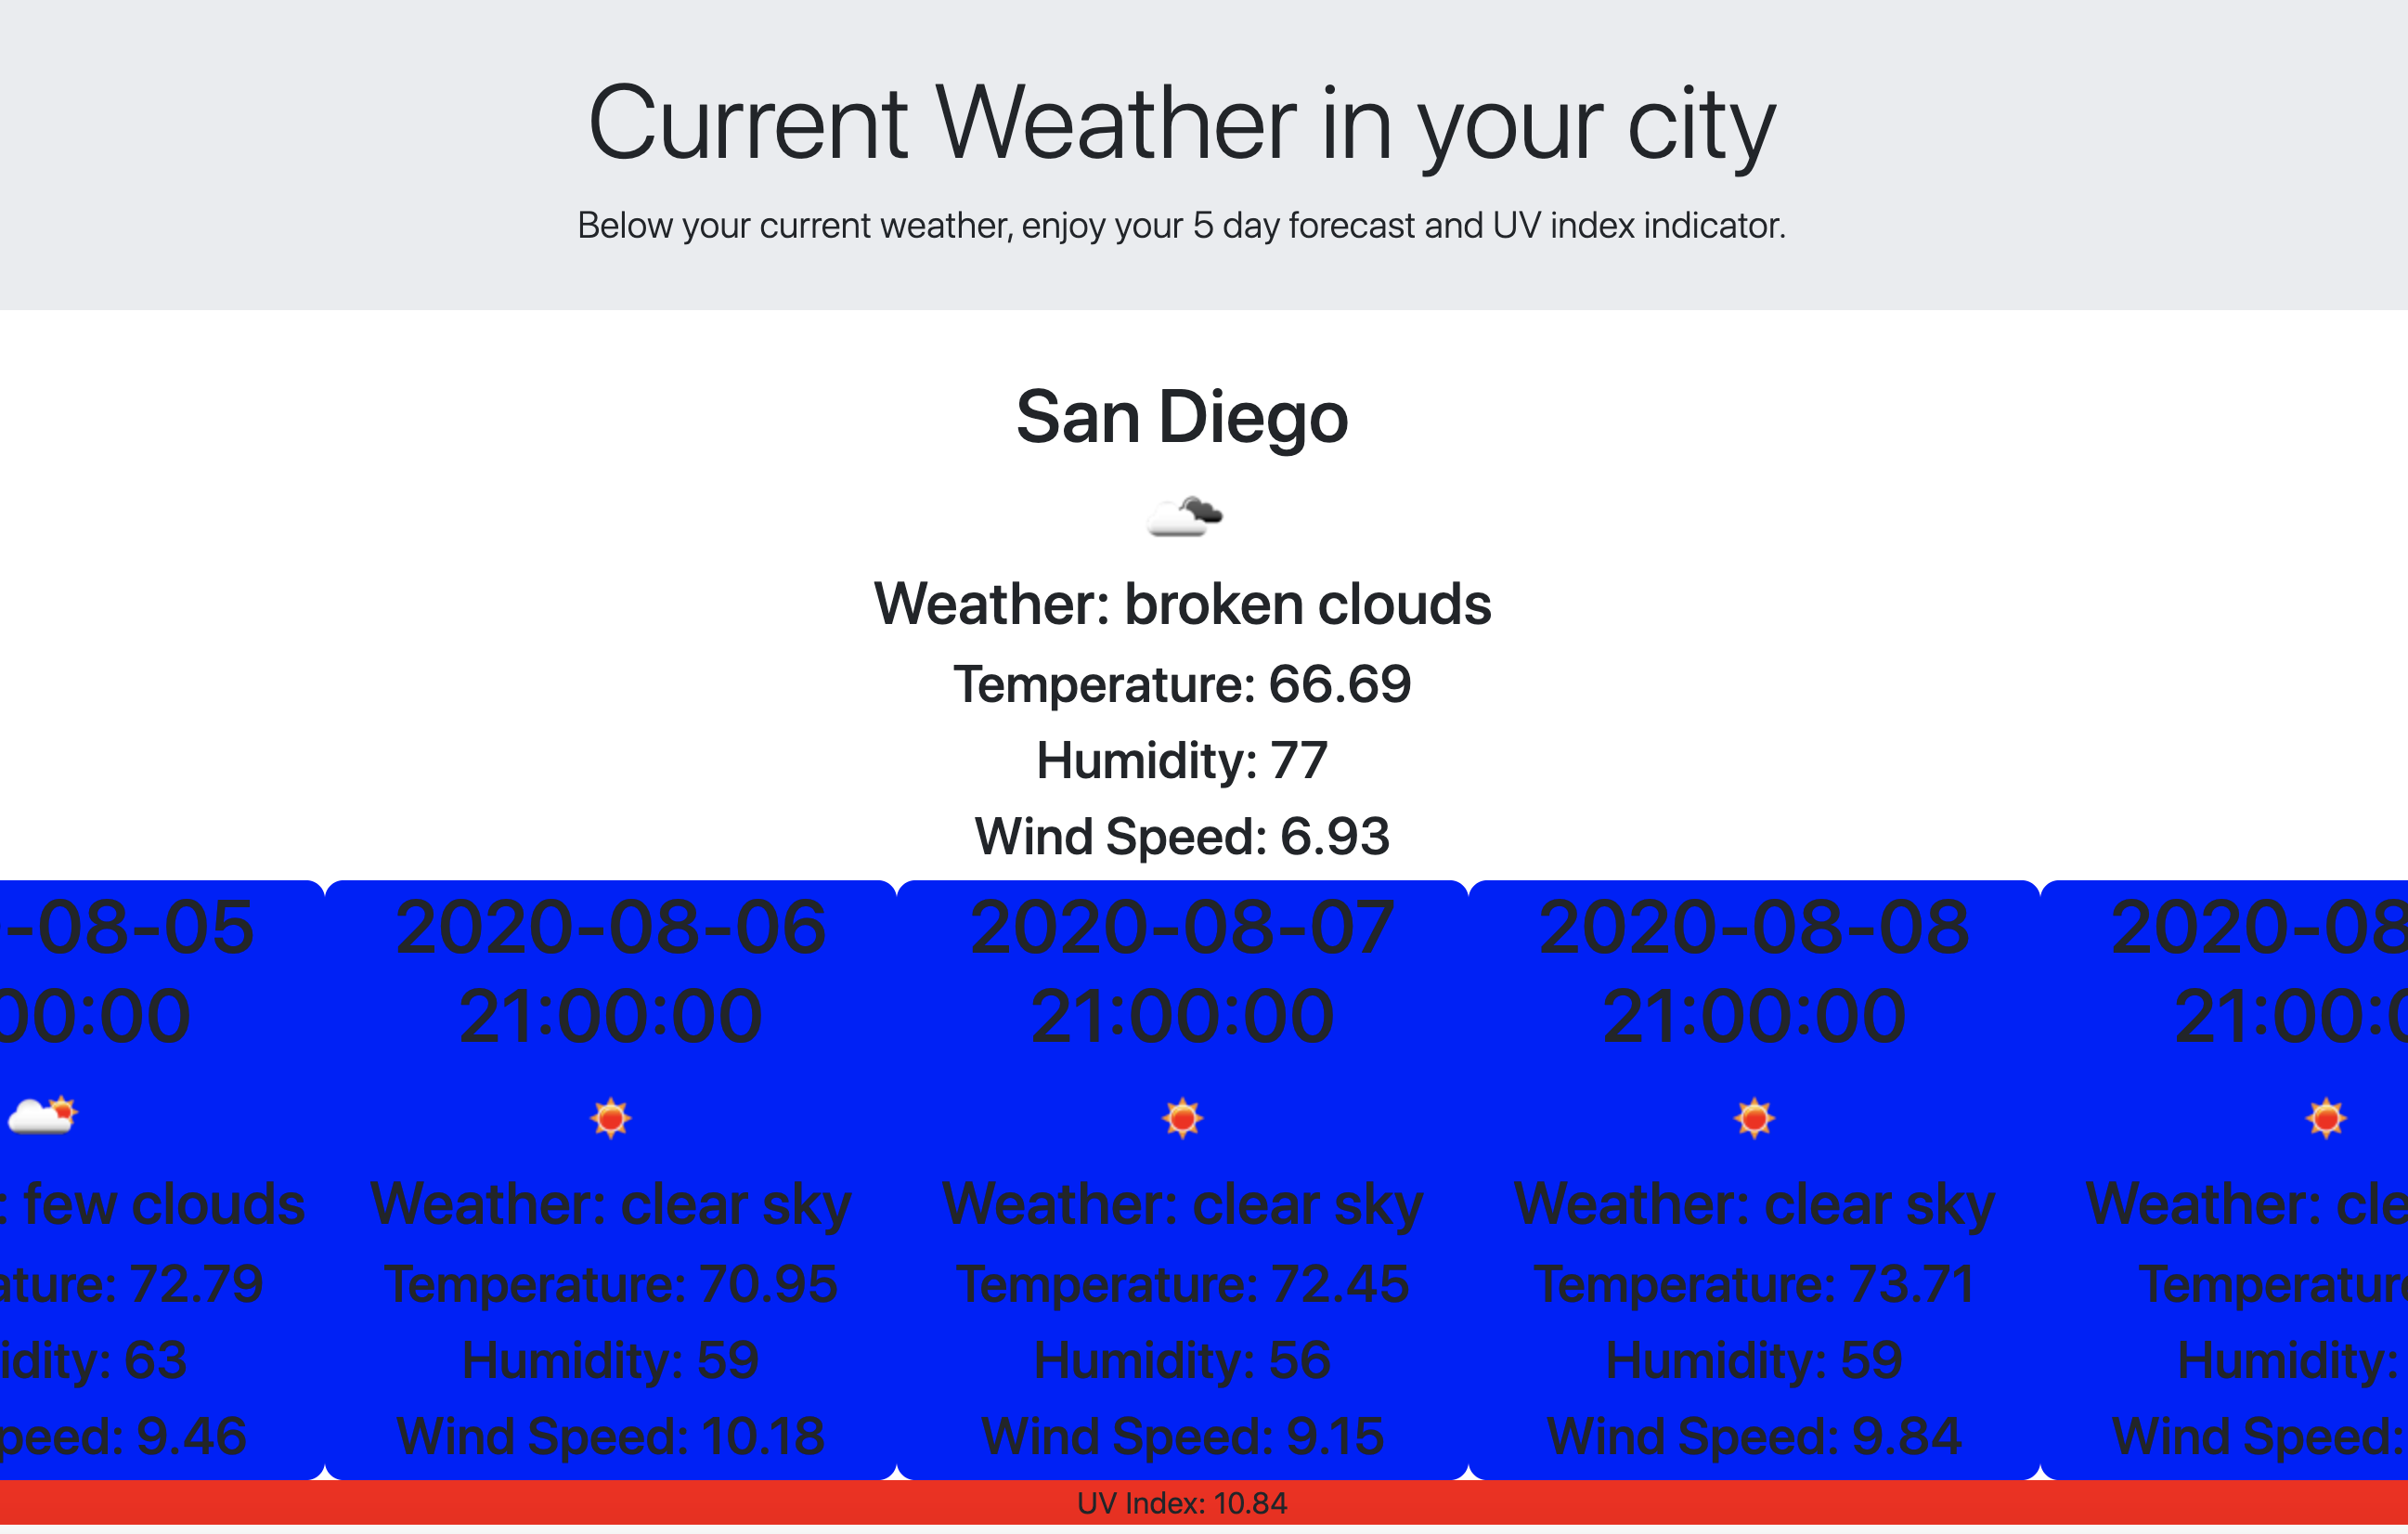 Current Weather in your city
Below your current weather, enjoy your 5 day forecast and UV index indicator.
San Diego
Weather: broken clouds
Temperature: 66.69
Humidity: 77
Wind Speed: 6.93
-08-05
00:00
: few clouds
72.79
63
9.46
2020-08-06
21:00:00
Weather: clear sky
Temperature: 70.95
Humidity: 59
Wind Speed: 10.18
2020-08-07
21:00:00
Weather: clear sky
Temperature: 72.45
Humidity: 56
Wind Speed: 9.15
2020-08-08
21:00:00
Weather: clear sky
Temperature: 73.71
Humidity: 59
Wind Speed: 9.84
2020-08
21:00:
Weather:
Humidity:
Wind Speed:
UV Index: 10.84